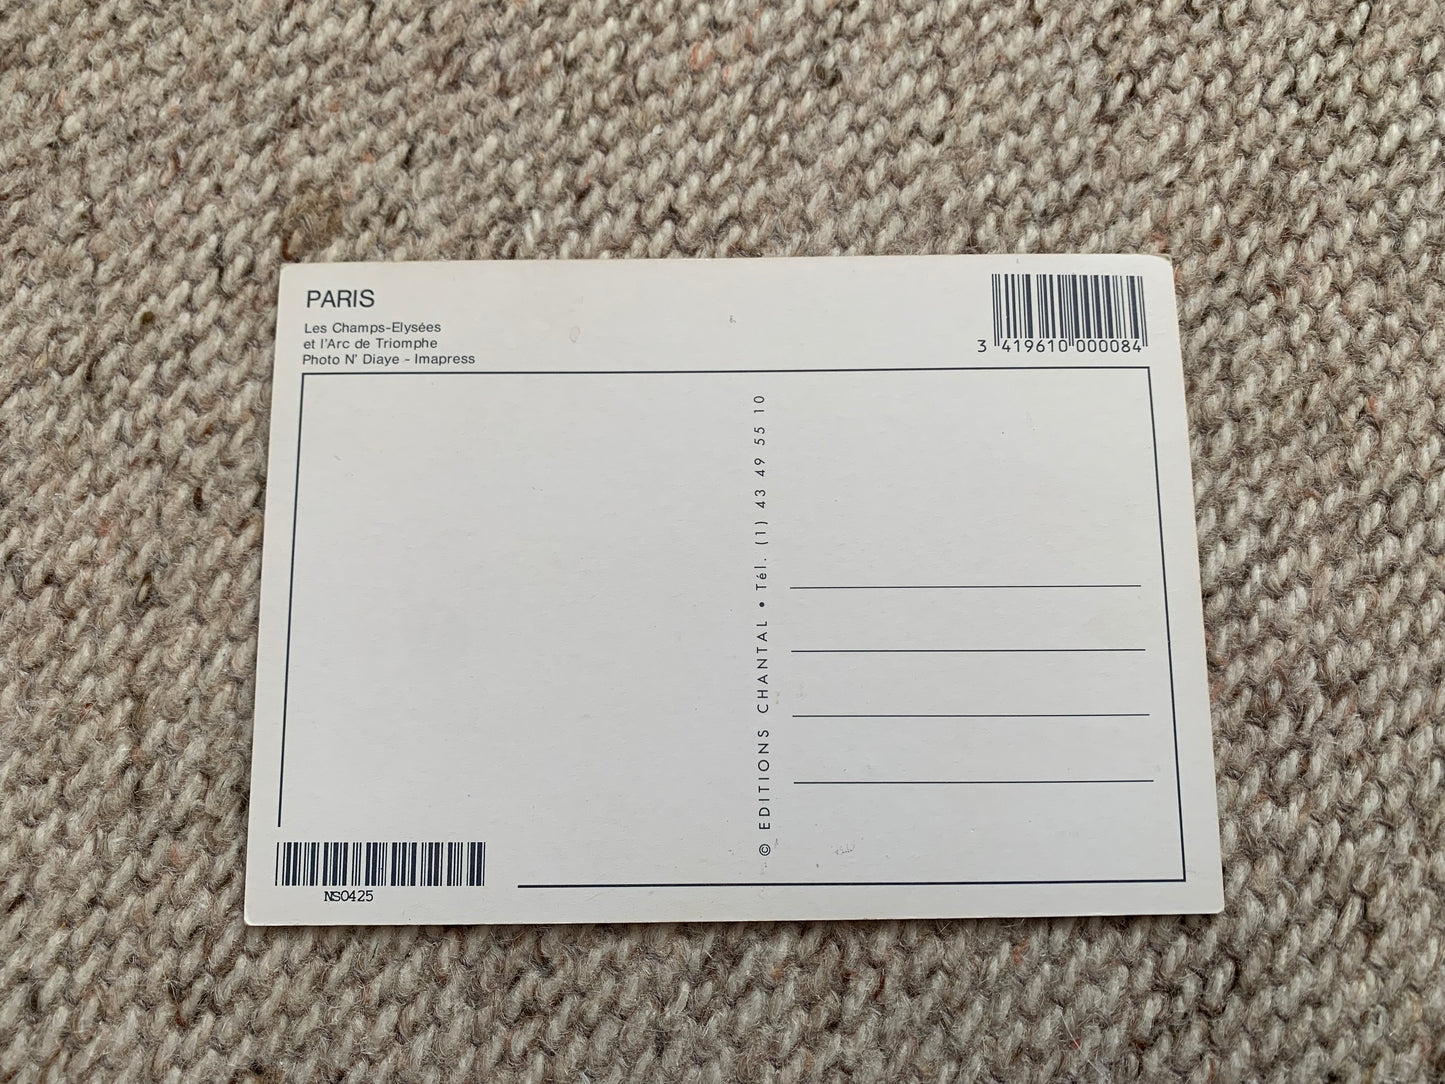 PARIS
Les Champs-Elysées
et l'Arc de Triomphe
Photo N' Diaye - Imapress
3 419610 000084
© EDITIONS CHANTAL • Tél. (1) 43 49 55 10
NS0425